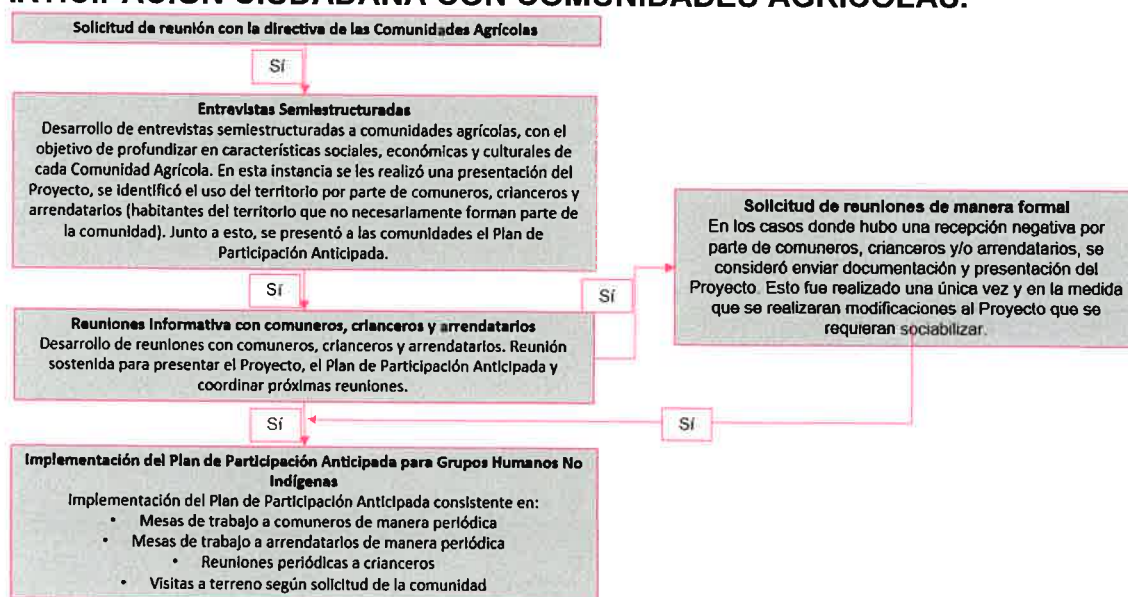 ARTICIPACIÓN CIUDADANA CON COMUNIDADES AGRÍCOLAS.
Solicitud de reunión con la directiva de las Comunidades Agrícolas
Sí
Entrevistas Semiestructuradas
Desarrollo de entrevistas semiestructuradas a comunidades agrícolas, con el
objetivo de profundizar en características sociales, económicas y culturales de
cada Comunidad Agrícola. En esta instancia se les realizó una presentación del
Proyecto, se identificó el uso del territorio por parte de comuneros, crianceros y
arrendatarios (habitantes del territorio que no necesariamente forman parte de
la comunidad). Junto a esto, se presentó a las comunidades el Plan de
Participación Anticipada.
Sí
Sí
Solicitud de reuniones de manera formal
En los casos donde hubo una recepción negativa por
parte de comuneros, crianceros y/o arrendatarios, se
consideró enviar documentación y presentación del
Proyecto. Esto fue realizado una única vez y en la medida
que se realizaran modificaciones al Proyecto que se
requieran sociabilizar.
Reuniones Informativa con comuneros, crianceros y arrendatarios
Desarrollo de reuniones con comuneros, crianceros y arrendatarios. Reunión
sostenida para presentar el Proyecto, el Plan de Participación Anticipada y
coordinar próximas reuniones.
Sí
Sí
Implementación del Plan de Participación Anticipada para Grupos Humanos No
Indígenas
Implementación del Plan de Participación Anticipada consistente en:
• Mesas de trabajo a comuneros de manera periódica
• Mesas de trabajo a arrendatarios de manera periódica
• Reuniones periódicas a crianceros
• Visitas a terreno según solicitud de la comunidad